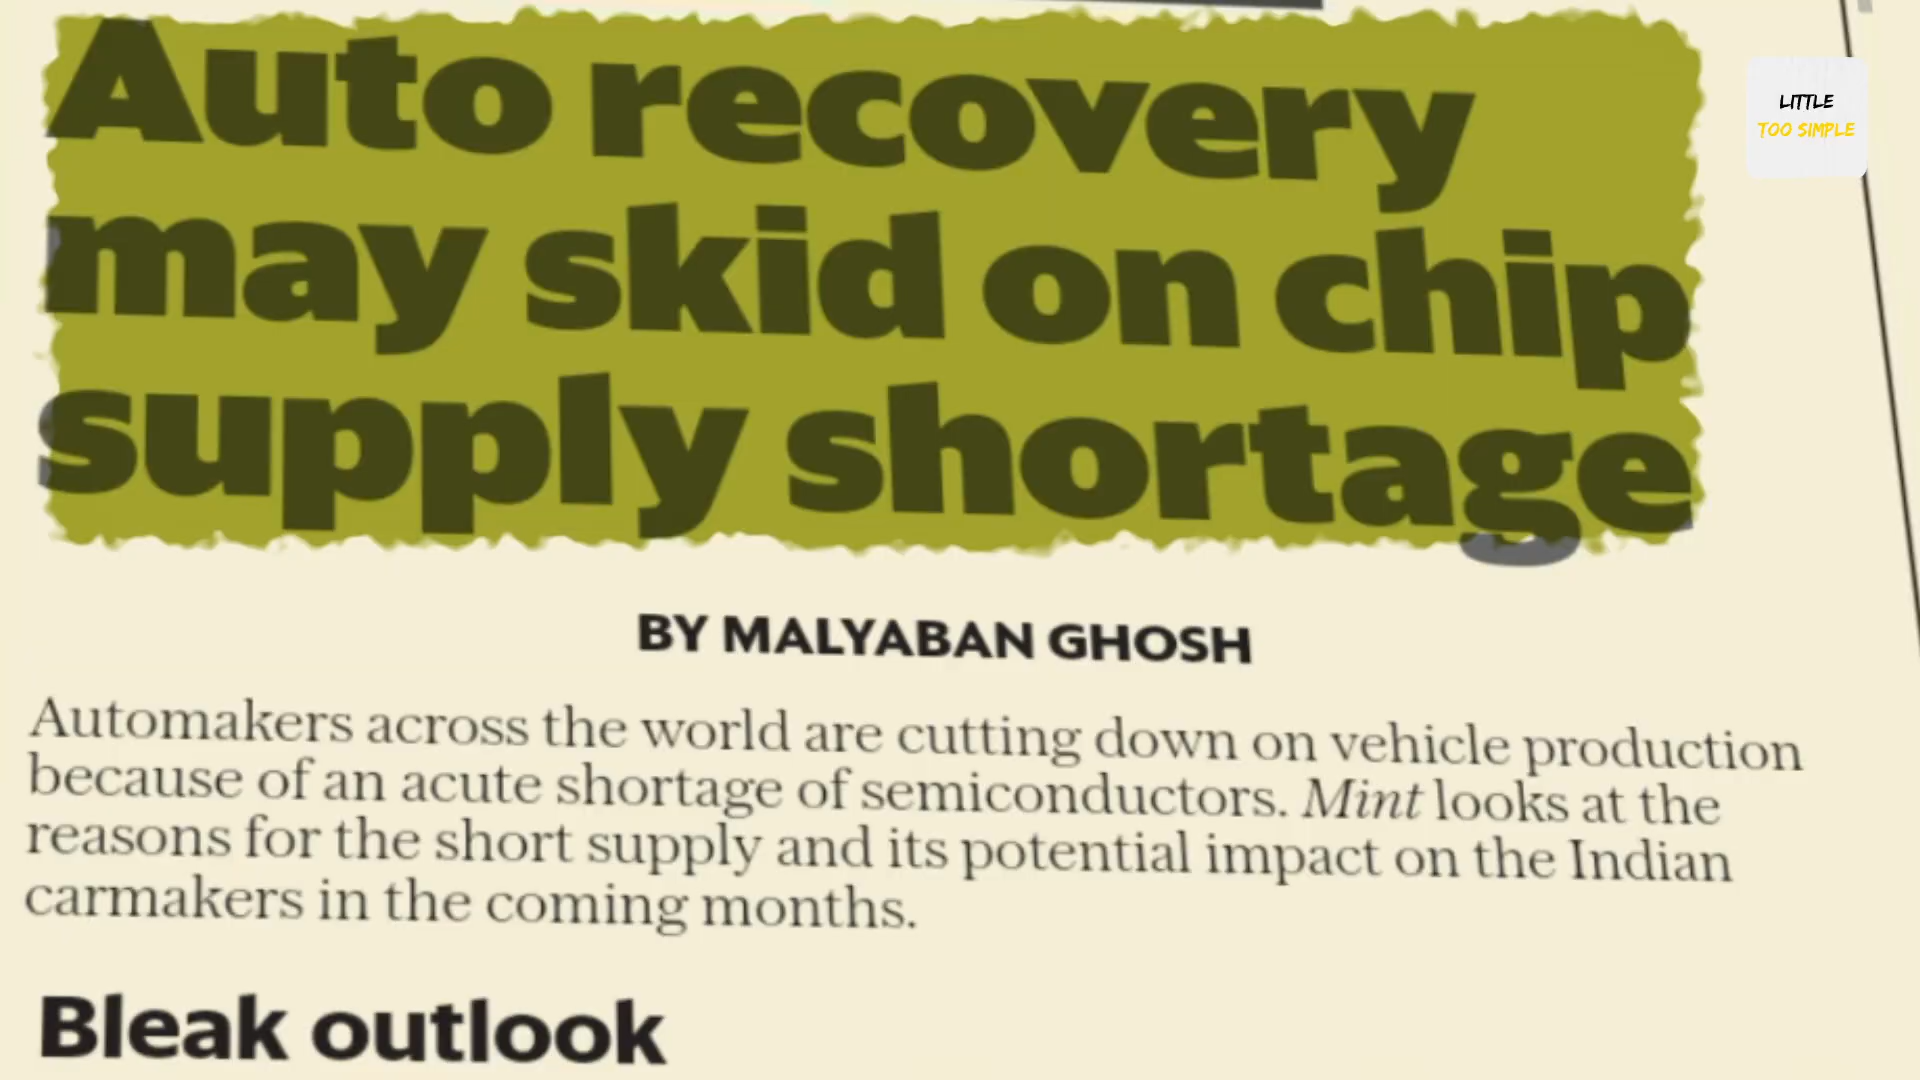 Auto recovery
may skid on chip
supply shortage
LITTLE
TOO SIMPLE
BY MALYABAN GHOSH
Automakers across the world are cutting down on vehicle production
because of an acute shortage of semiconductors. Mint looks at the
reasons for the short supply and its potential impact on the Indian
carmakers in the coming months.
Bleak outlook